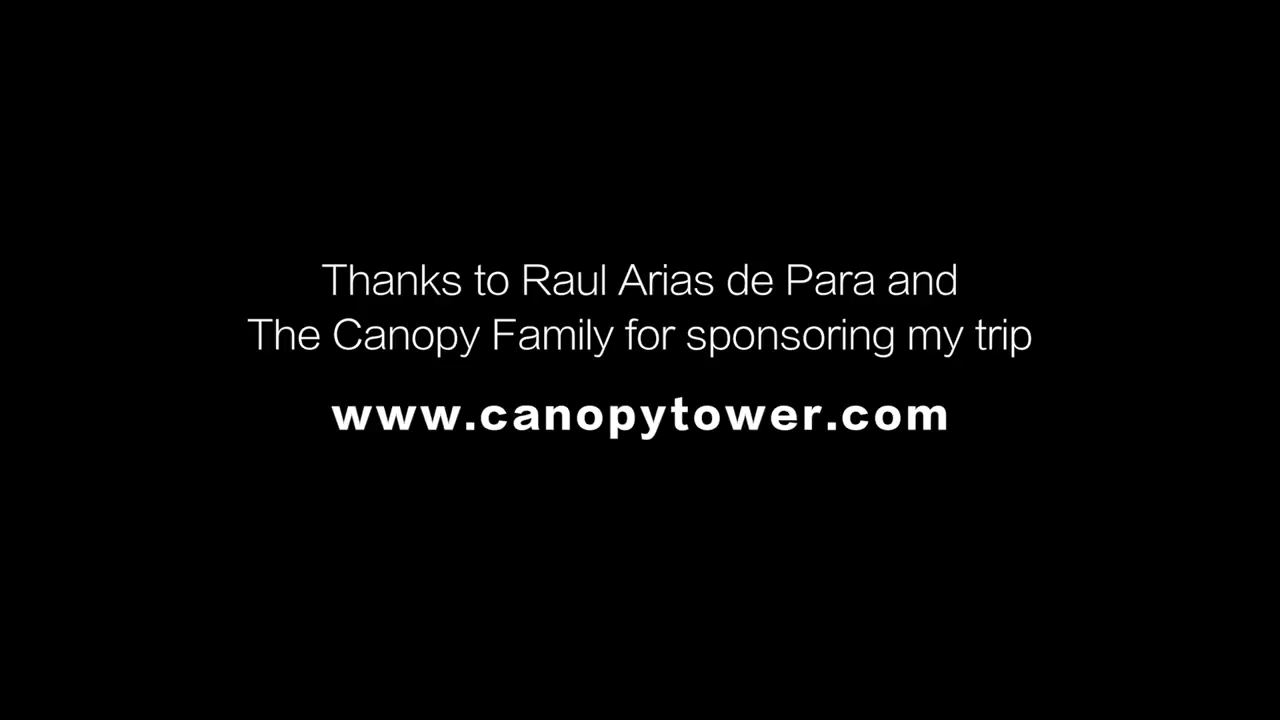 Thanks to Raul Arias de Para and
The Canopy Family for sponsoring my trip
www.canopytower.com